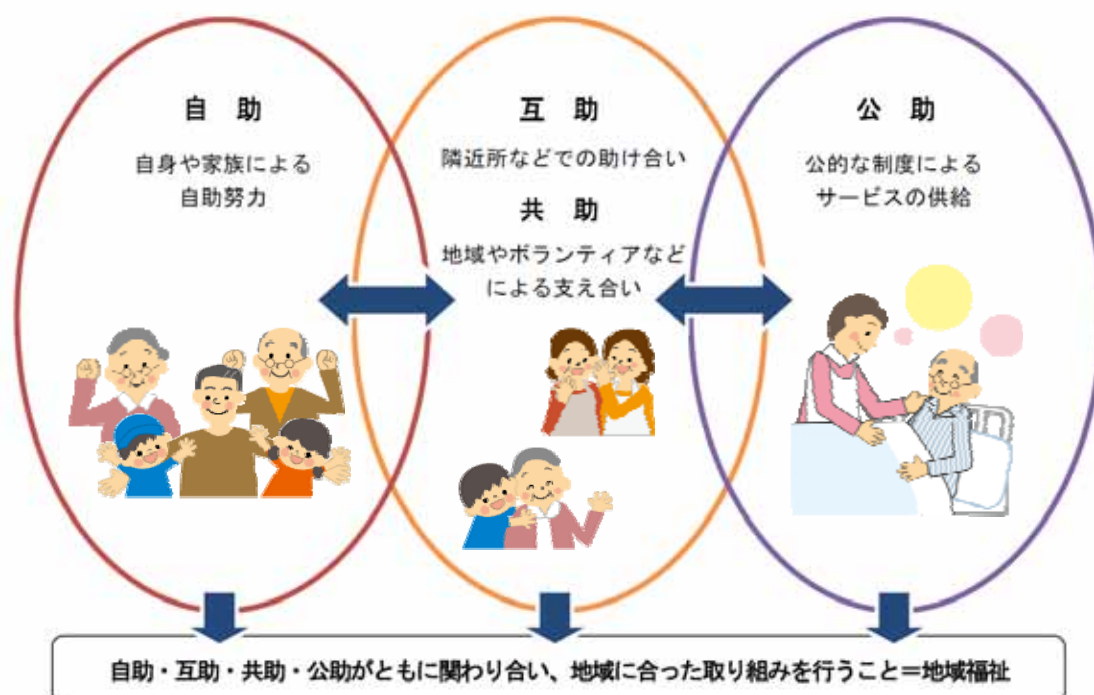 自 助
自身や家族による
自助努力
互 助
隣近所などでの助け合い
共 助
地域やボランティアなど
による支え合い
公 助
公的な制度による
サービスの供給
自助・互助・共助・公助がともに関わり合い、地域に合った取り組みを行うこと＝地域福祉